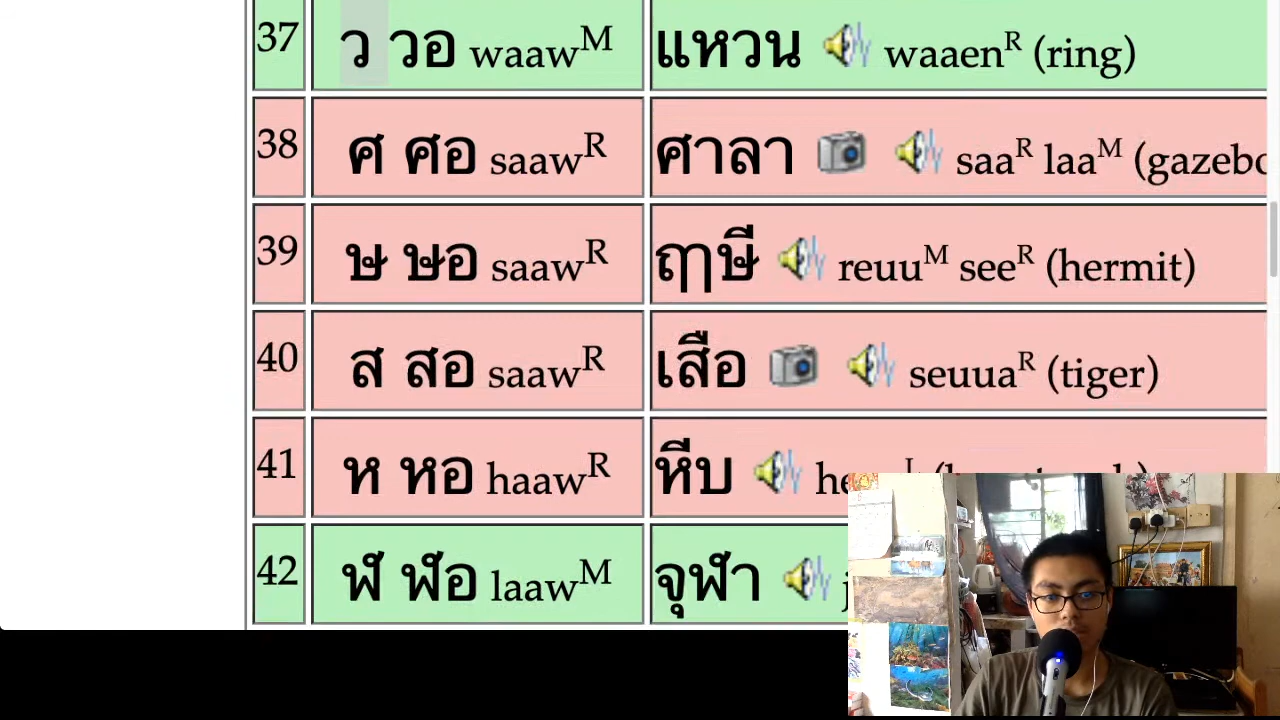 37 ว วอ waawᴹ แหวน waaenᴿ (ring)
38 ศ ศอ saawᴿ ศาลา saaᴿ laaᴹ (gazebo
39 ษ ษอ saawᴿ ฤๅษี reuuᴹ seeᴿ (hermit)
40 ส สอ saawᴿ เสือ seuuaᴿ (tiger)
41 ห หอ haawᴿ หีบ
42 ฬ ฬอ laawᴹ จุฬา